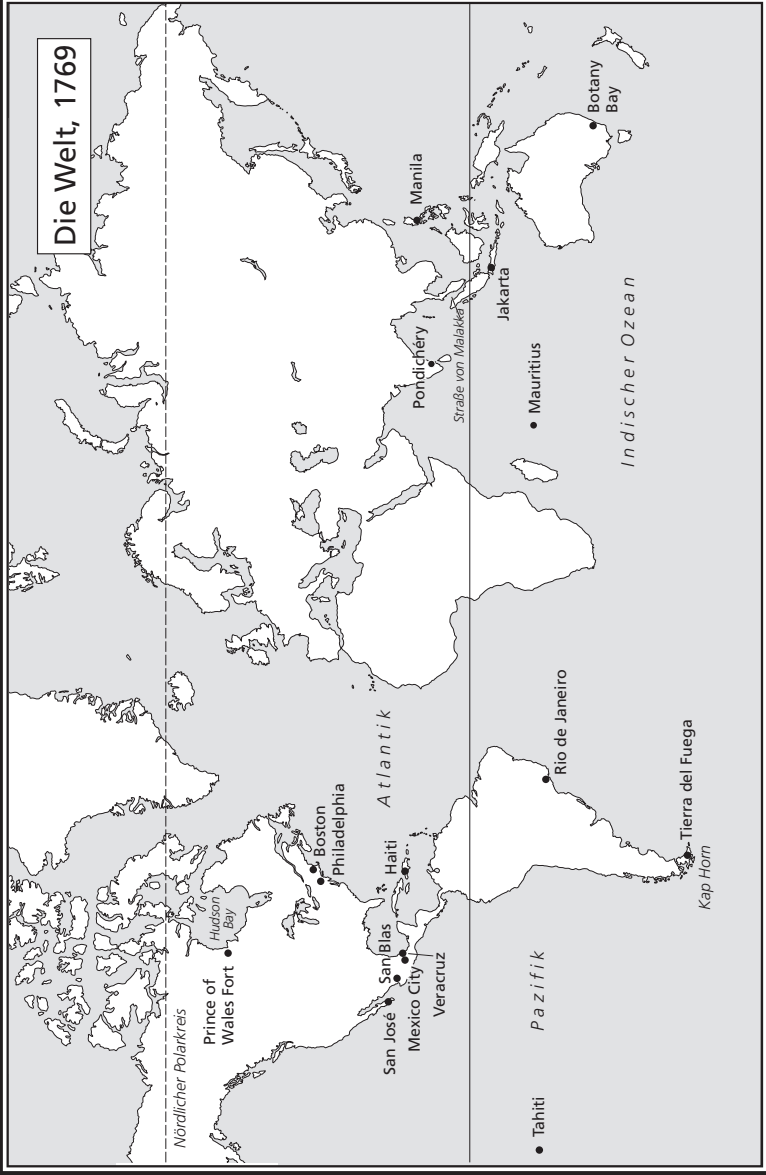 Die Welt, 1769
Nördlicher Polarkreis
Prince of
Wales Fort
Hudson
Bay
Boston
Philadelphia
Atlantik
San José
San Blas
Mexico City
Veracruz
Haiti
Pazifik
Tahiti
Rio de Janeiro
Tierra del Fuega
Kap Horn
Pondichéry
Straße von Malakka
Manila
Jakarta
Mauritius
Indischer Ozean
Botany
Bay